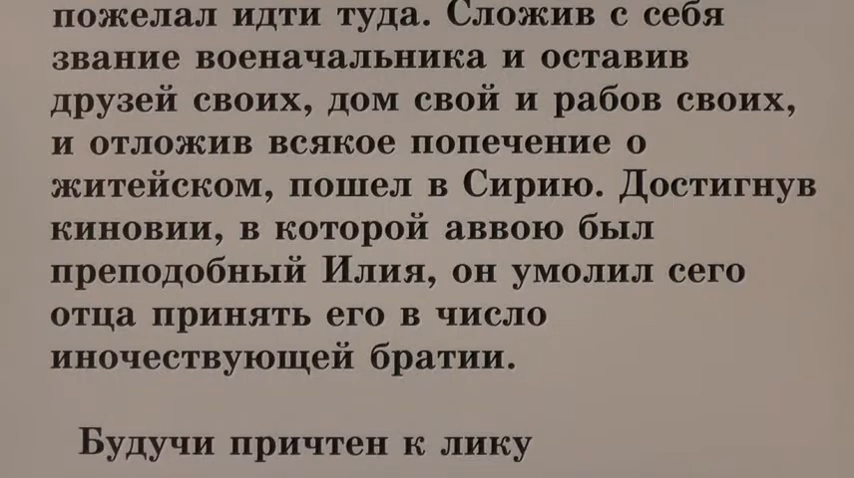 пожелал идти туда. Сложив с себя
звание военачальника и оставив
друзей своих, дом свой и рабов своих,
и отложив всякое попечение о
житейском, пошел в Сирию. Достигнув
киновии, в которой аввою был
преподобный Илия, он умолил сего
отца принять его в число
иночествующей братии.
Будучи причтен к лику